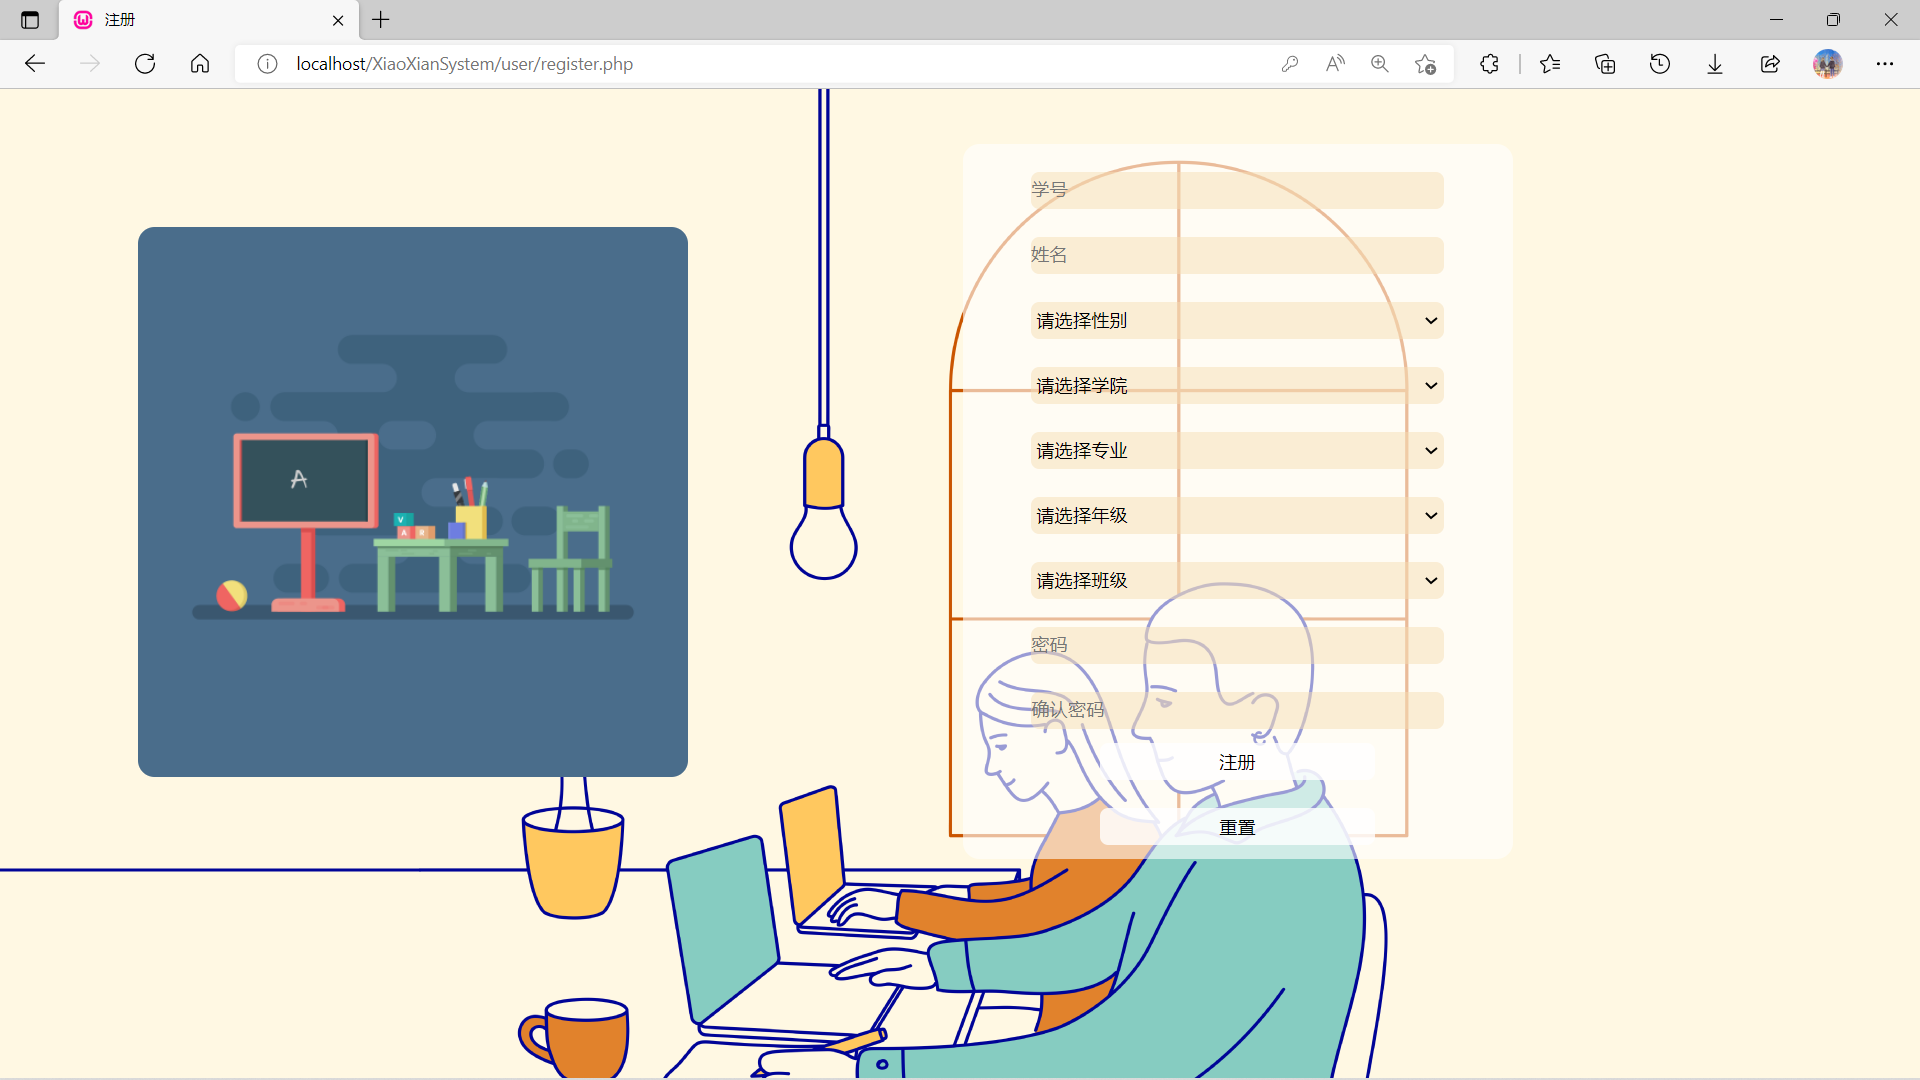 注册
localhost/XiaoXianSystem/user/register.php
学号
姓名
请选择性别
请选择学院
请选择专业
请选择年级
请选择班级
密码
确认密码
注册
重置
A
V
A
R